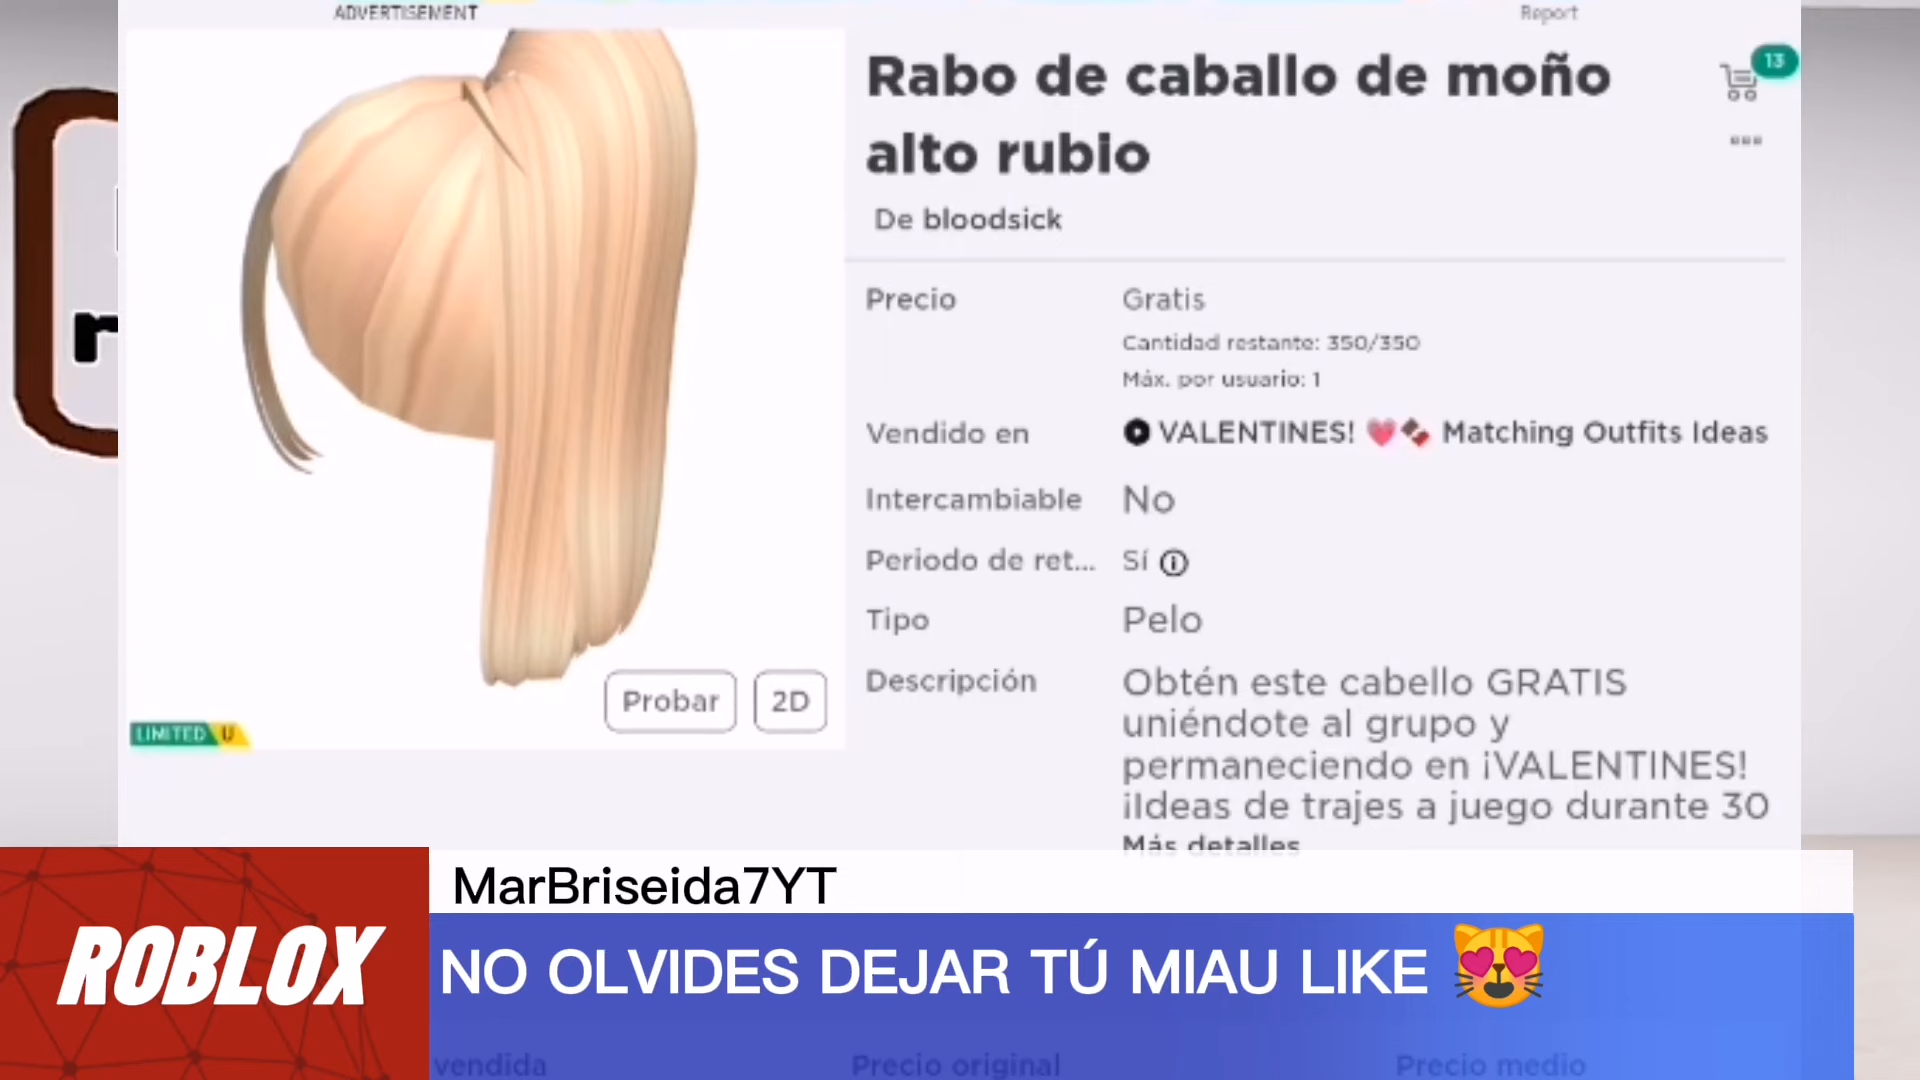 ADVERTISEMENT
Report
Rabo de caballo de moño
alto rubio
13
De bloodsick
Precio
Gratis
Cantidad restante: 350/350
Máx. por usuario: 1
Vendido en
VALENTINES! 💗🍫 Matching Outfits Ideas
Intercambiable
No
Periodo de ret...
Sí
Tipo
Pelo
Probar
2D
LIMITED U
Descripción
Obtén este cabello GRATIS
uniéndote al grupo y
permaneciendo en ¡VALENTINES!
¡Ideas de trajes a juego durante 30
Más detalles
ROBLOX
MarBriseida7YT
NO OLVIDES DEJAR TÚ MIAU LIKE 😻
vendida
Precio original
Precio medio